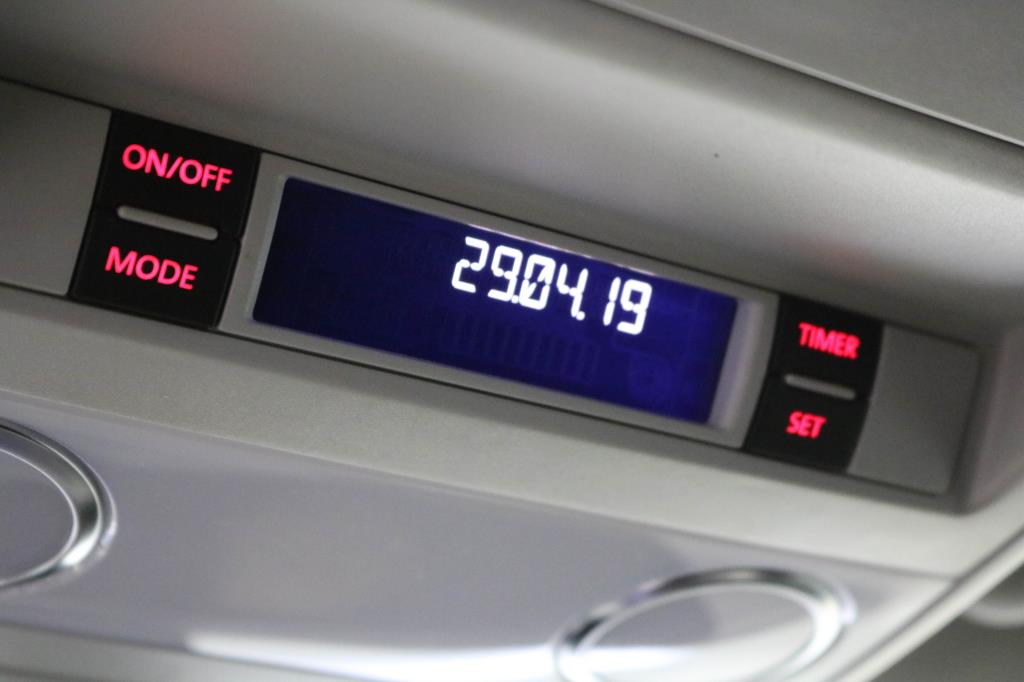 ON/OFF
MODE
29.04.19
TIMER
SET